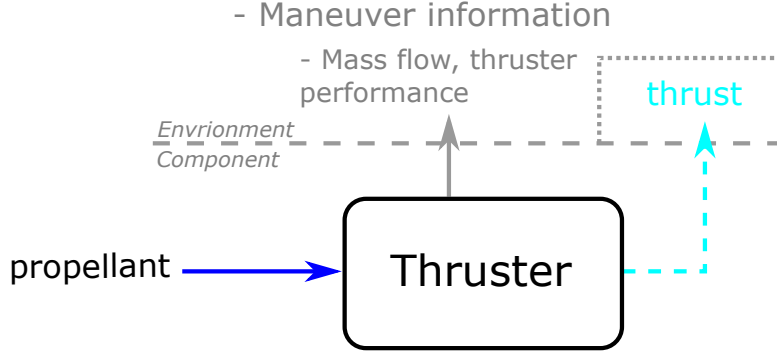 - Maneuver information
- Mass flow, thruster
performance
thrust
Envrionment
Component
propellant
Thruster